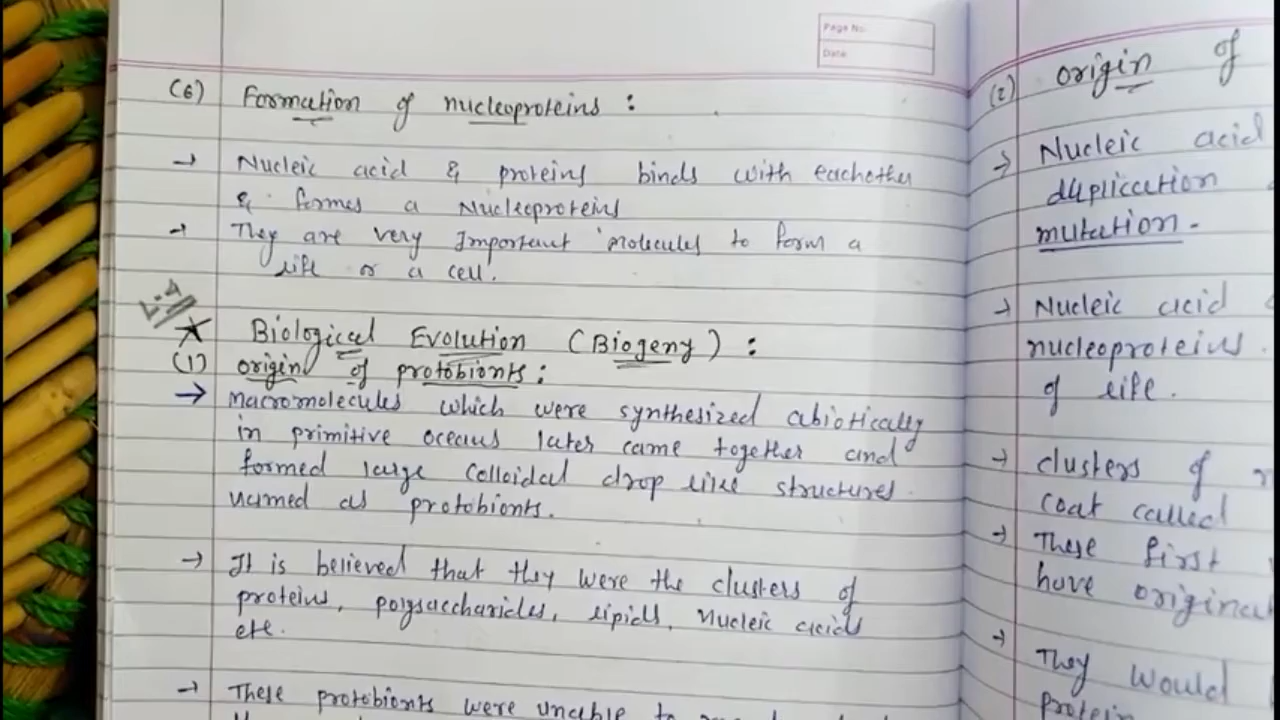 Page No.
Date
(6) Formation of nucleoproteins :
→ Nucleic acid & proteins binds with eachother
& formes a Nucleoproteins
→ They are very Important molecules to form a
life or a cell.
L-4
★ Biological Evolution (Biogeny) :
(1) origin of protobionts :
→ Macromolecules which were synthesized abiotically
in primitive oceans later came together and
formed large colloidal drop like structures
named as protobionts.
→ It is believed that they were the clusters of
proteins, polysaccharides, lipids, Nucleic acids
etc.
→ These protobionts were unable to
(2) origin of
→ Nucleic acid
duplication
mutation.
→ Nucleic acid
nucleoproteins.
of life.
→ clusters of
coat called
→ These first
have
→ They would
protein